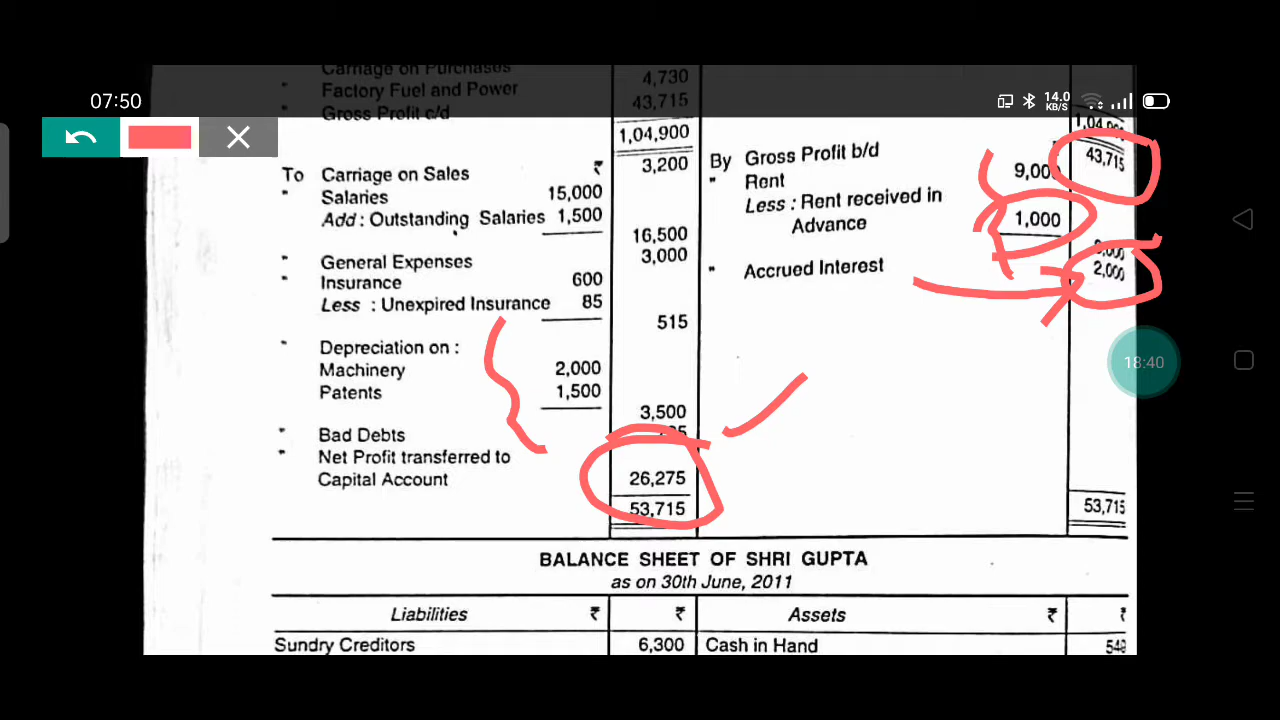 07:50
14.0 KB/S
Carriage on Purchases
" Factory Fuel and Power 4,730
" Gross Profit c/d 43,715
1,04,900
To Carriage on Sales ₹ 3,200 By Gross Profit b/d 43,715
" Salaries 15,000 " Rent 9,000
Add : Outstanding Salaries 1,500 Less : Rent received in
16,500 Advance 1,000
" General Expenses 3,000
" Insurance 600 " Accrued Interest 2,000
Less : Unexpired Insurance 85
515
18:40
" Depreciation on :
Machinery 2,000
Patents 1,500
3,500
" Bad Debts
" Net Profit transferred to
Capital Account 26,275
53,715 53,715
BALANCE SHEET OF SHRI GUPTA
as on 30th June, 2011
Liabilities ₹ ₹ Assets ₹ ₹
Sundry Creditors 6,300 Cash in Hand 540